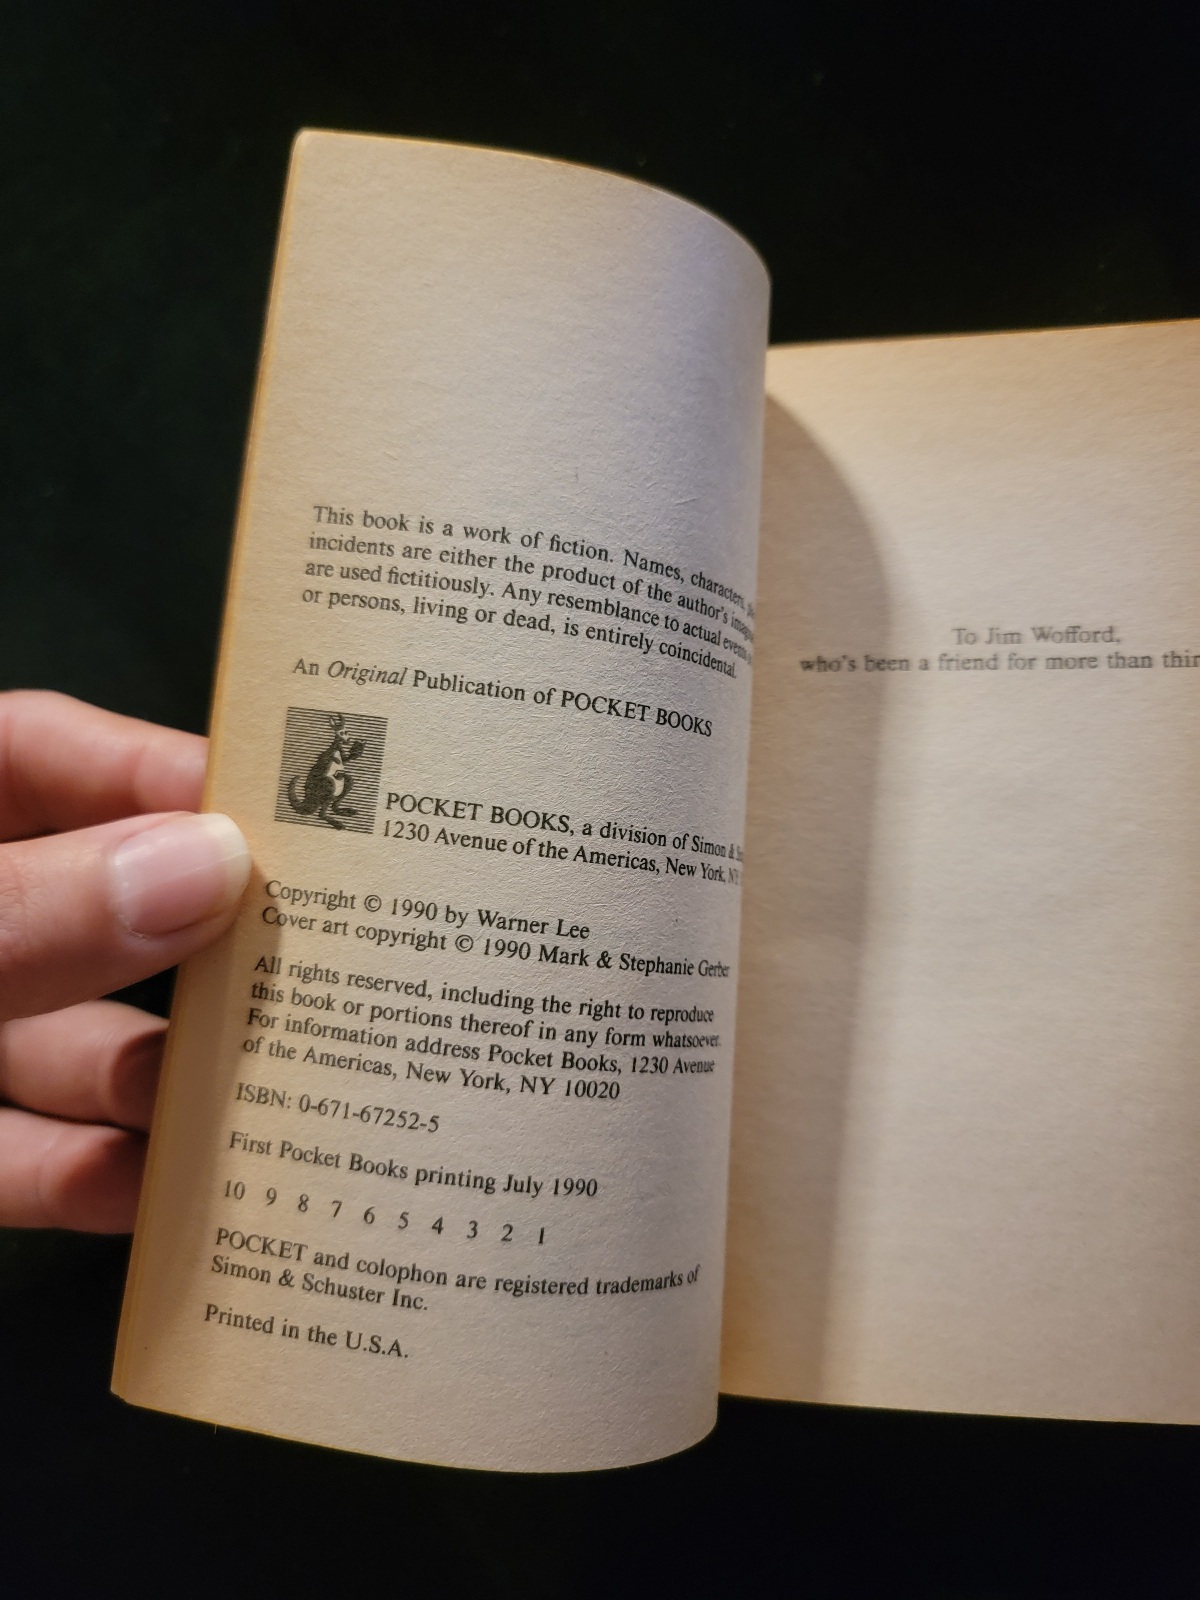 This book is a work of fiction. Names, characters,
incidents are either the product of the author's
are used fictitiously. Any resemblance to actual events
or persons, living or dead, is entirely coincidental.
An Original Publication of POCKET BOOKS
POCKET BOOKS, a division of Simon &
1230 Avenue of the Americas, New York, NY
Copyright © 1990 by Warner Lee
Cover art copyright © 1990 Mark & Stephanie Gerber
All rights reserved, including the right to reproduce
this book or portions thereof in any form whatsoever.
For information address Pocket Books, 1230 Avenue
of the Americas, New York, NY 10020
ISBN: 0-671-67252-5
First Pocket Books printing July 1990
10 9 8 7 6 5 4 3 2 1
POCKET and colophon are registered trademarks of
Simon & Schuster Inc.
Printed in the U.S.A.
To Jim Wofford,
who's been a friend for more than